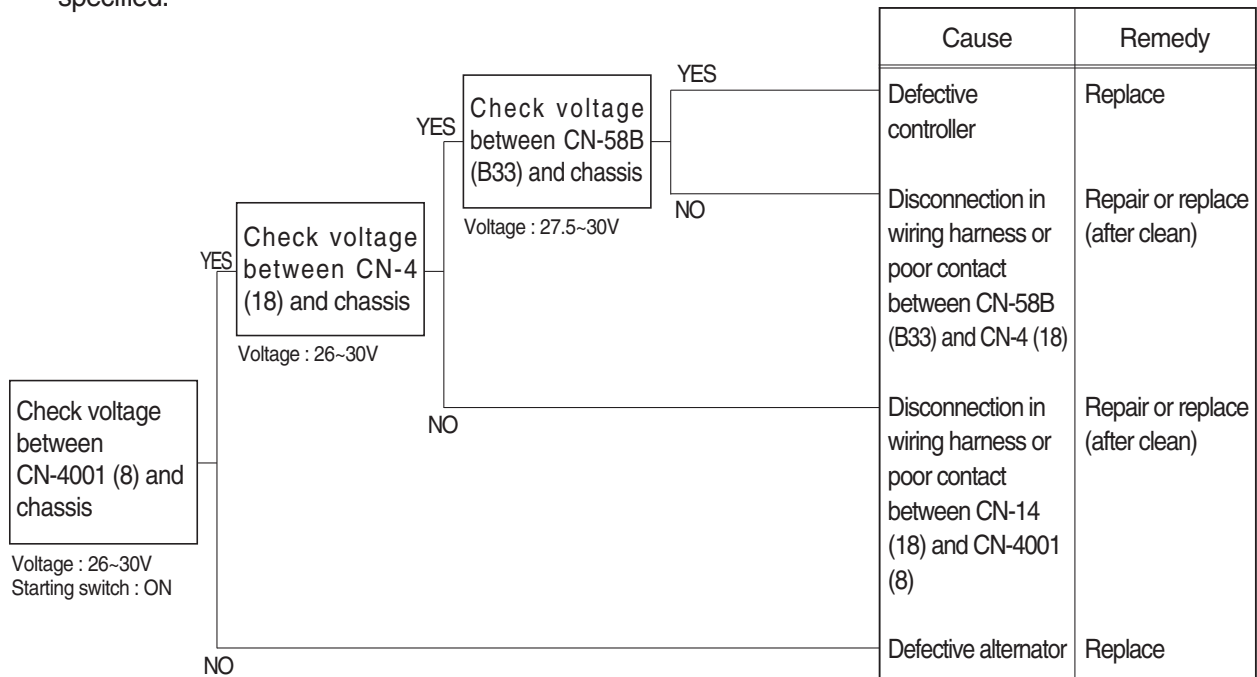 specified.
Cause
Remedy
YES
Check voltage
between CN-58B
(B33) and chassis
YES
Defective
controller
Replace
NO
Voltage : 27.5~30V
Disconnection in
wiring harness or
poor contact
between CN-58B
(B33) and CN-4 (18)
Repair or replace
(after clean)
Check voltage
between CN-4
(18) and chassis
YES
Voltage : 26~30V
NO
Disconnection in
wiring harness or
poor contact
between CN-14
(18) and CN-4001
(8)
Repair or replace
(after clean)
Check voltage
between
CN-4001 (8) and
chassis
Voltage : 26~30V
Starting switch : ON
NO
Defective alternator
Replace